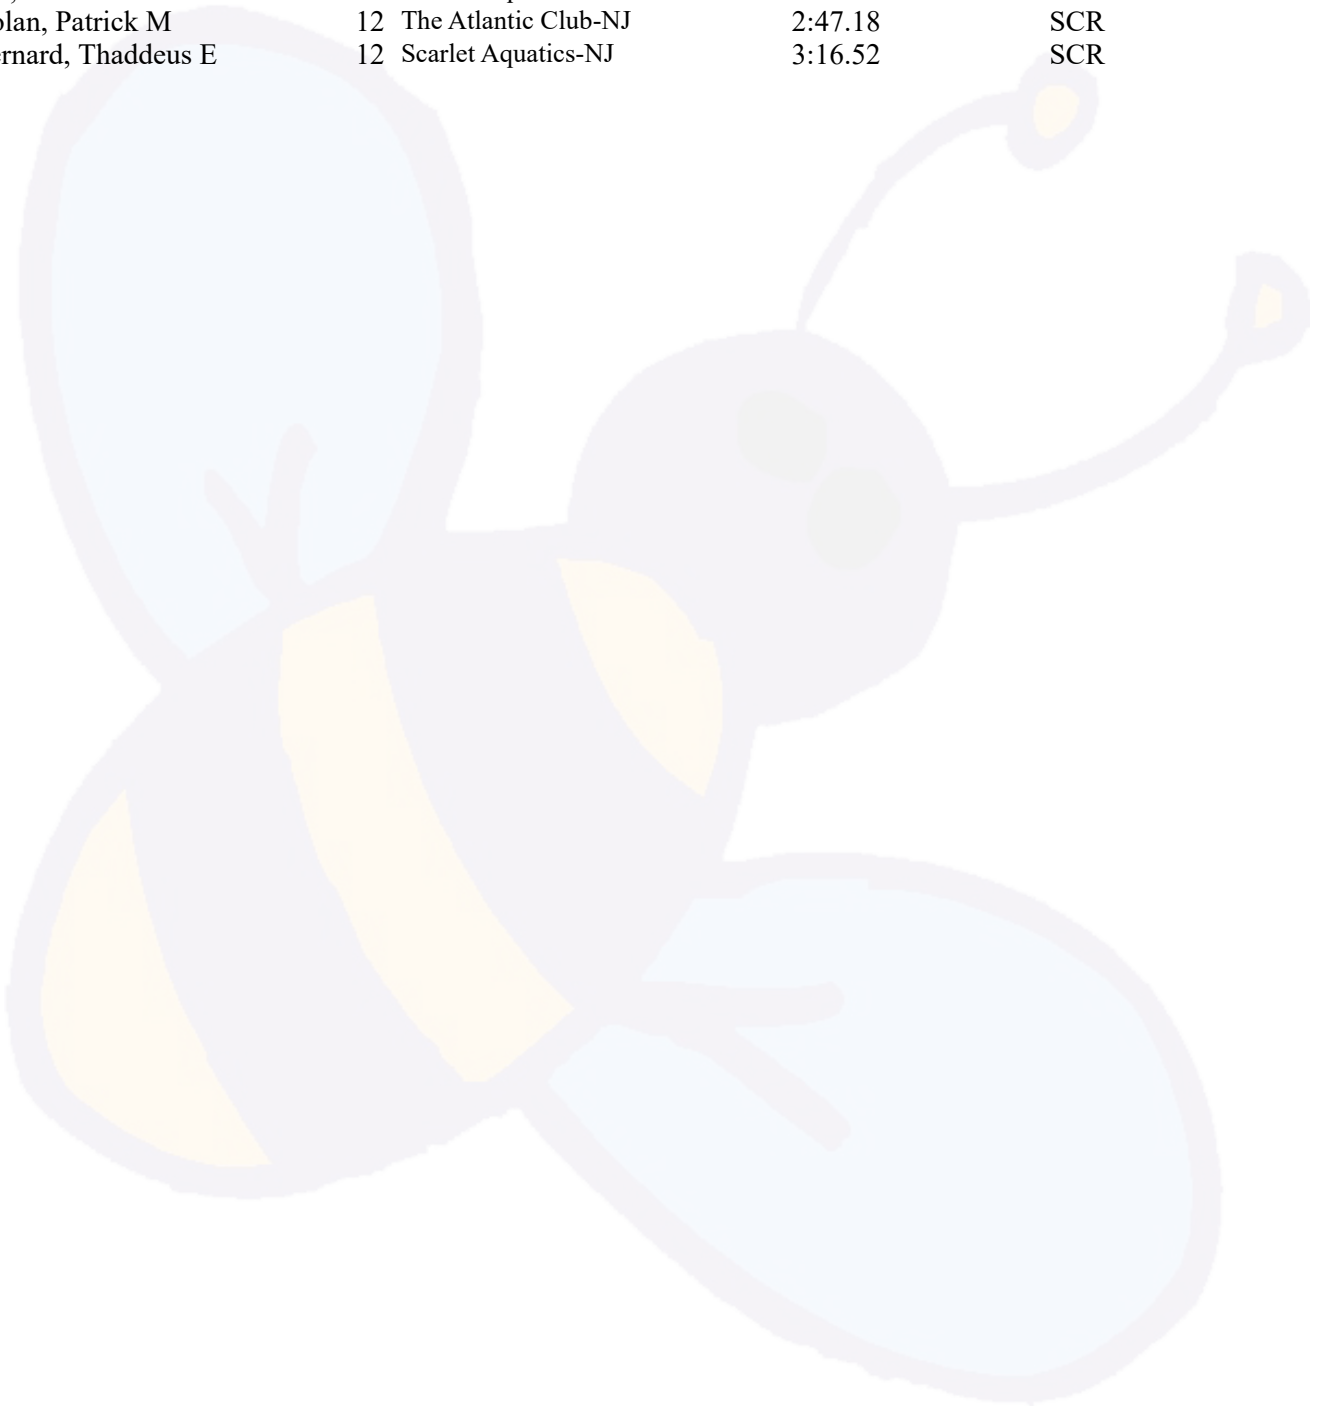 olan, Patrick M 12 The Atlantic Club-NJ 2:47.18 SCR
ernard, Thaddeus E 12 Scarlet Aquatics-NJ 3:16.52 SCR